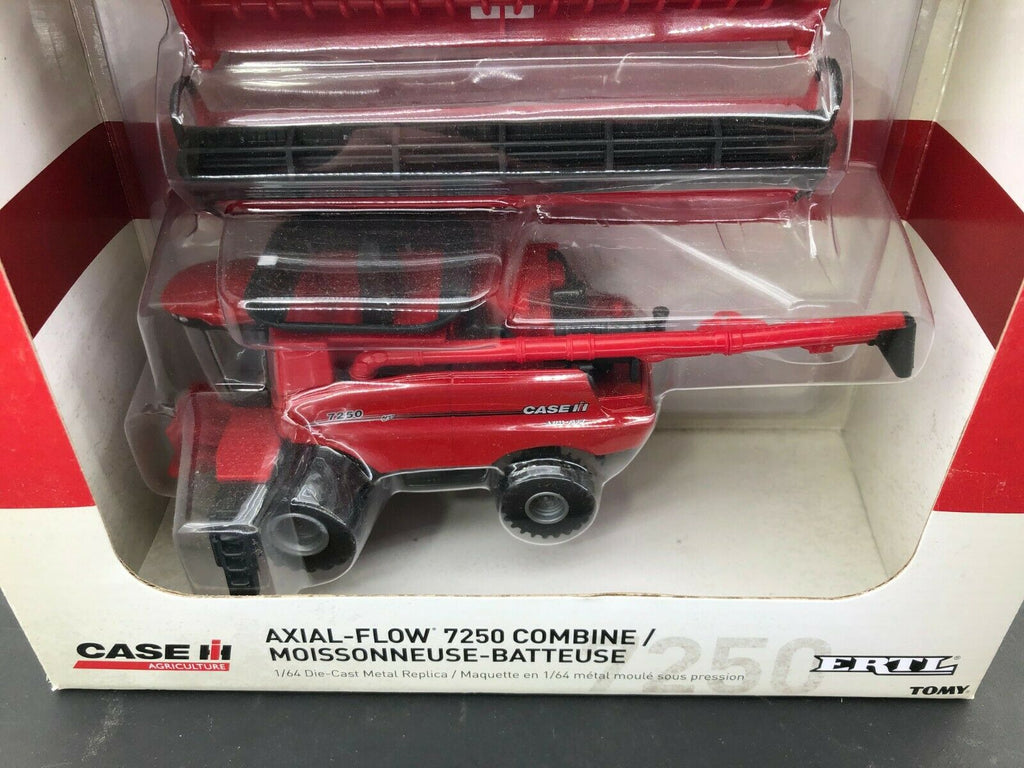 7250
CASE IH
CASE IH
AGRICULTURE
AXIAL-FLOW® 7250 COMBINE /
MOISSONNEUSE-BATTEUSE
1/64 Die-Cast Metal Replica / Maquette en 1/64 métal moulé sous pression
7250
ERTL
TOMY